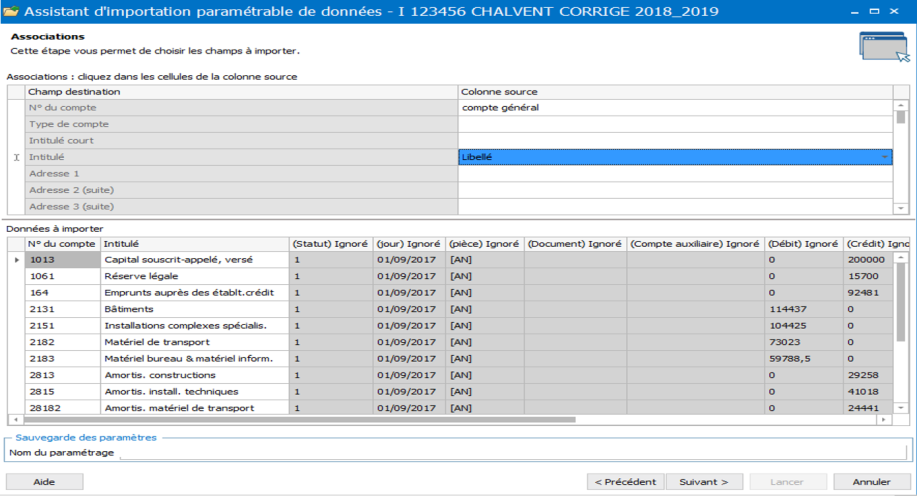 Assistant d'importation paramétrable de données - I 123456 CHALVENT CORRIGE 2018_2019
Associations
Cette étape vous permet de choisir les champs à importer.
Associations : cliquez dans les cellules de la colonne source
Champ destination Colonne source
N° du compte compte général
Type de compte
Intitulé court
Intitulé Libellé
Adresse 1
Adresse 2 (suite)
Adresse 3 (suite)
Données à importer
N° du compte Intitulé (Statut) Ignoré (jour) Ignoré (pièce) Ignoré (Document) Ignoré (Compte auxiliaire) Ignoré (Débit) Ignoré (Crédit) Igno
1013 Capital souscrit-appelé, versé 1 01/09/2017 [AN] 0 200000
1061 Réserve légale 1 01/09/2017 [AN] 0 15700
164 Emprunts auprès des établt.crédit 1 01/09/2017 [AN] 0 92481
2131 Bâtiments 1 01/09/2017 [AN] 114437 0
2151 Installations complexes spécialis. 1 01/09/2017 [AN] 104425 0
2182 Matériel de transport 1 01/09/2017 [AN] 73023 0
2183 Matériel bureau & matériel inform. 1 01/09/2017 [AN] 59788,5 0
2813 Amortis. constructions 1 01/09/2017 [AN] 0 29258
2815 Amortis. install. techniques 1 01/09/2017 [AN] 0 41018
28182 Amortis. matériel de transport 1 01/09/2017 [AN] 0 24441
Sauvegarde des paramètres
Nom du paramétrage
Aide < Précédent Suivant > Lancer Annuler